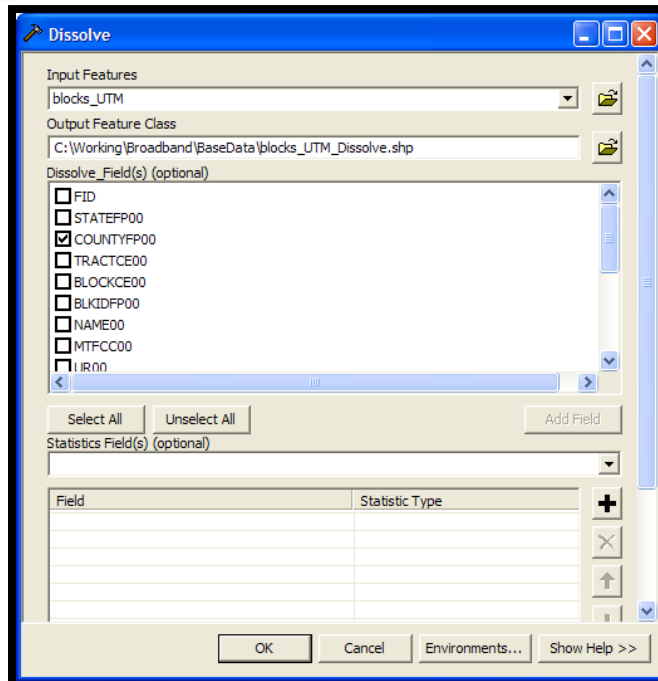 Dissolve
Input Features
blocks_UTM
Output Feature Class
C:\Working\Broadband\BaseData\blocks_UTM_Dissolve.shp
Dissolve_Field(s) (optional)
FID
STATEFP00
COUNTYFP00
TRACTCE00
BLOCKCE00
BLKIDFP00
NAME00
MTFCC00
UR00
Select All Unselect All Add Field
Statistics Field(s) (optional)
Field Statistic Type
OK Cancel Environments... Show Help >>